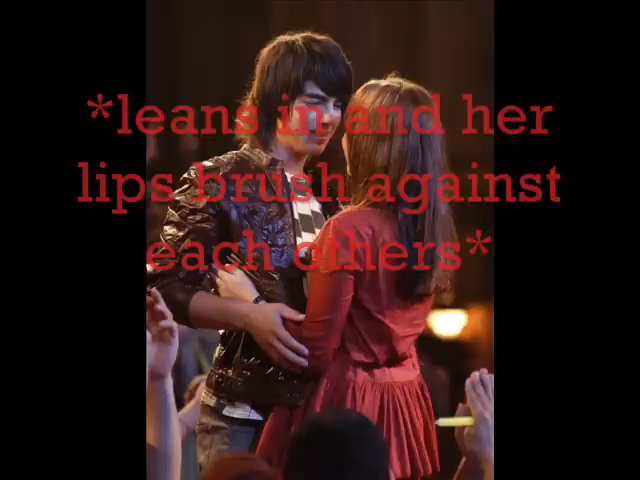 *leans in and her
lips brush against
each others*